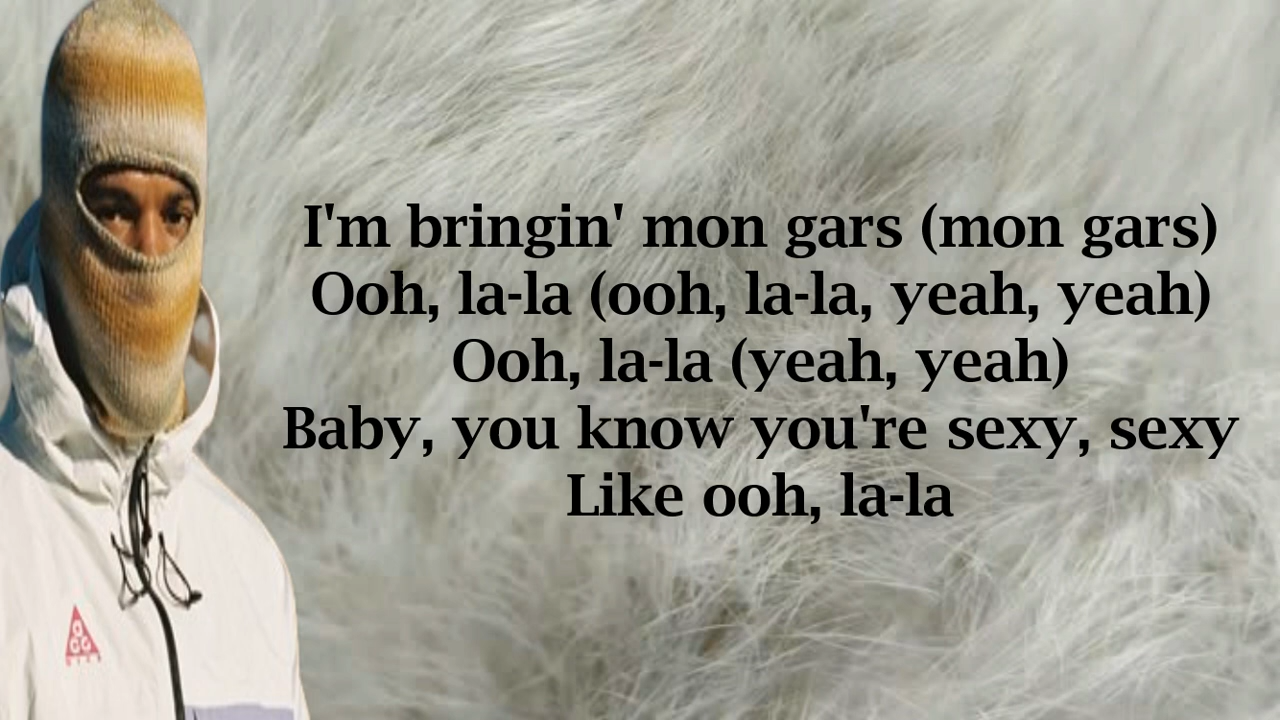 I'm bringin' mon gars (mon gars)
Ooh, la-la (ooh, la-la, yeah, yeah)
Ooh, la-la (yeah, yeah)
Baby, you know you're sexy, sexy
Like ooh, la-la